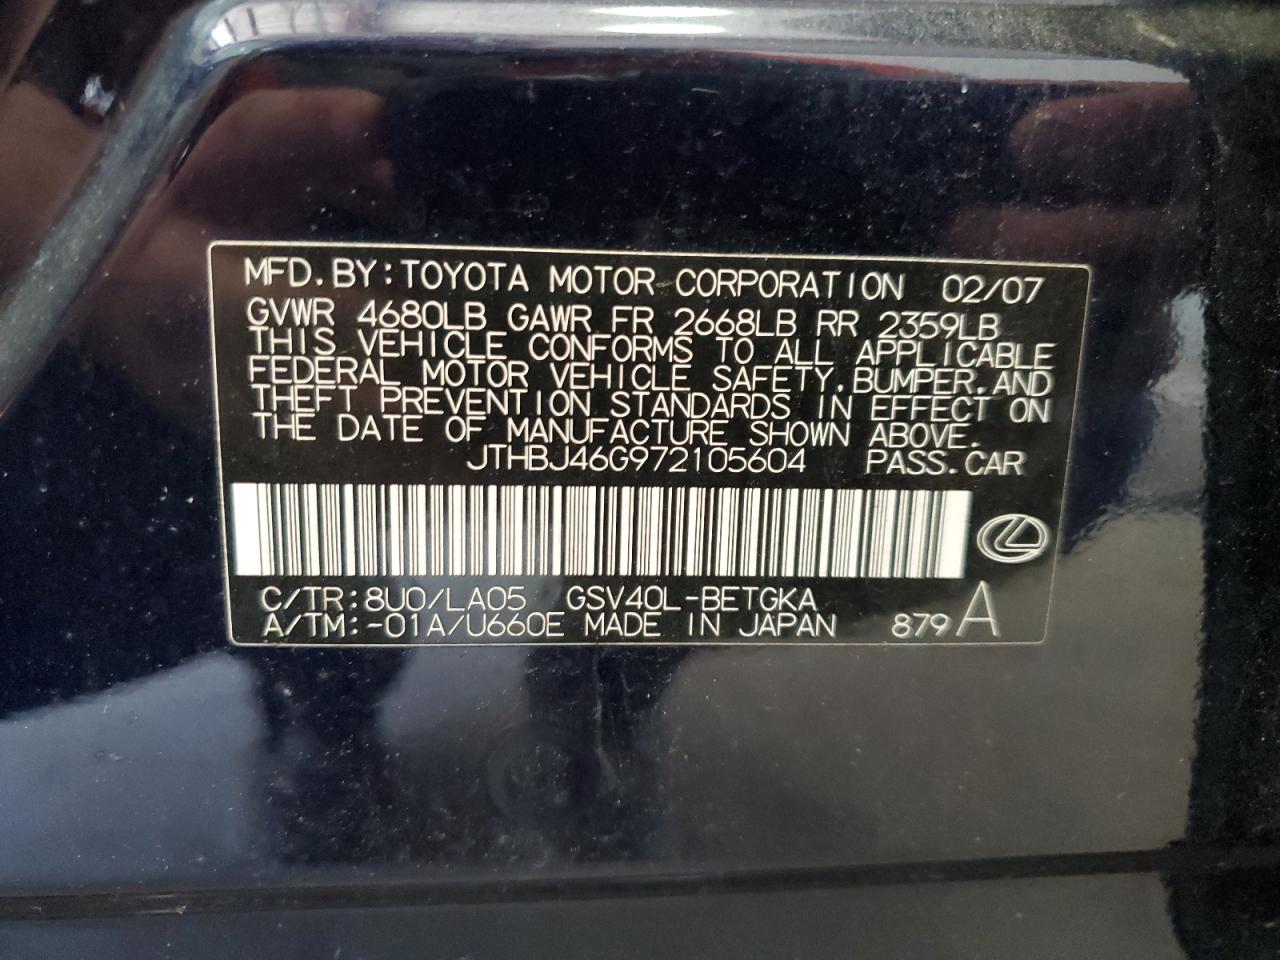 MFD.BY:TOYOTA MOTOR CORPORATION 02/07
GVWR 4680LB GAWR FR 2668LB RR 2359LB
THIS VEHICLE CONFORMS TO ALL APPLICABLE
FEDERAL MOTOR VEHICLE SAFETY,BUMPER,AND
THEFT PREVENTION STANDARDS IN EFFECT ON
THE DATE OF MANUFACTURE SHOWN ABOVE.
JTHBJ46G972105604 PASS.CAR
C/TR:8U0/LA05 GSV40L-BETGKA
A/TM:-01A/U660E MADE IN JAPAN 879 A